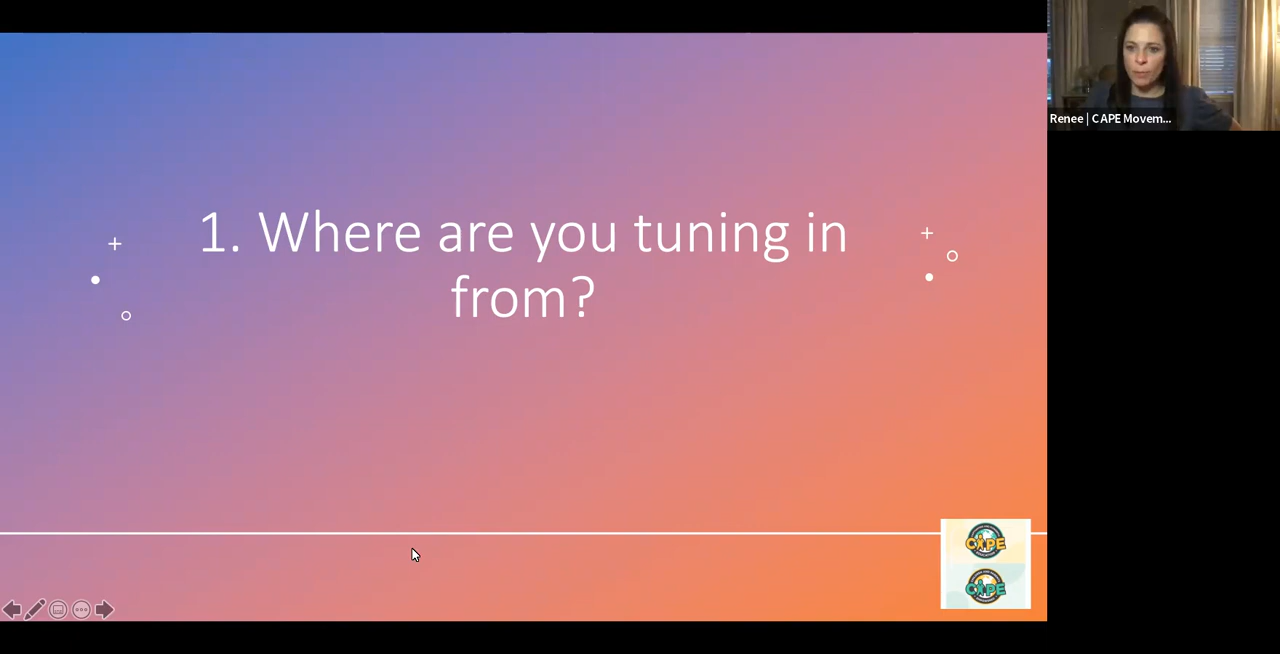 1. Where are you tuning in
from?
Renee | CAPE Movem...
CAPE
CAPE